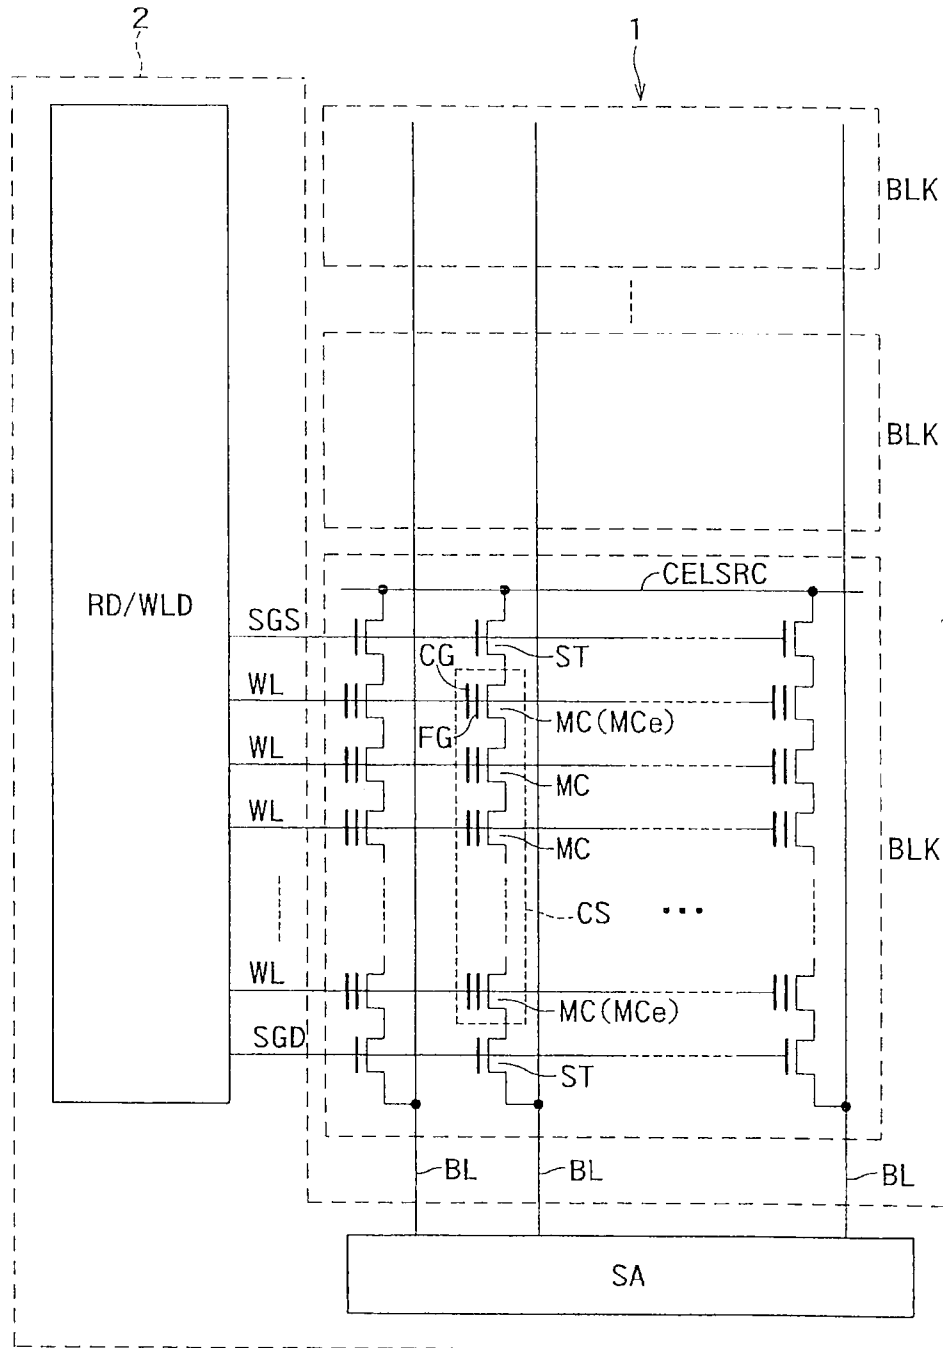 2
1
BLK
BLK
RD/WLD
CELSRC
SGS
ST
CG
WL
MC(MCe)
FG
WL
MC
WL
MC
BLK
CS
WL
MC(MCe)
SGD
ST
BL
BL
BL
SA